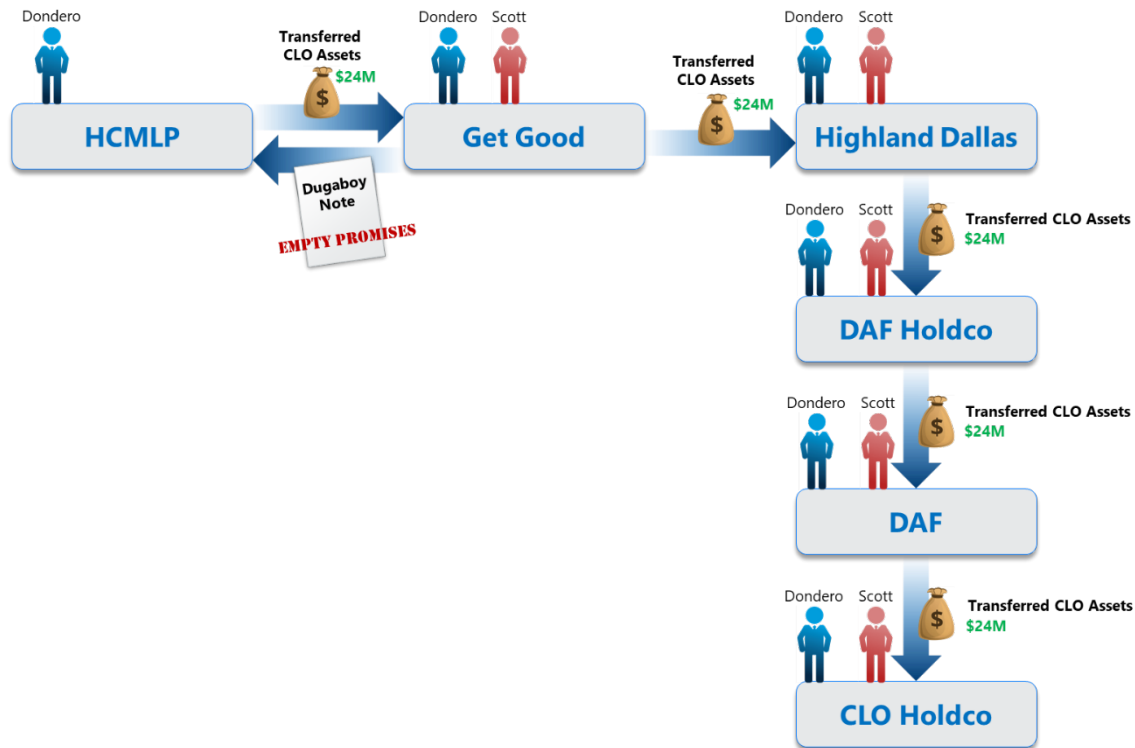 Dondero
HCMLP
Transferred
CLO Assets
$24M
$
Dugaboy
Note
EMPTY PROMISES
Dondero Scott
Get Good
Transferred
CLO Assets
$24M
$
Dondero Scott
Highland Dallas
Transferred CLO Assets
$24M
$
Dondero Scott
DAF Holdco
Transferred CLO Assets
$24M
$
Dondero Scott
DAF
Transferred CLO Assets
$24M
$
Dondero Scott
CLO Holdco